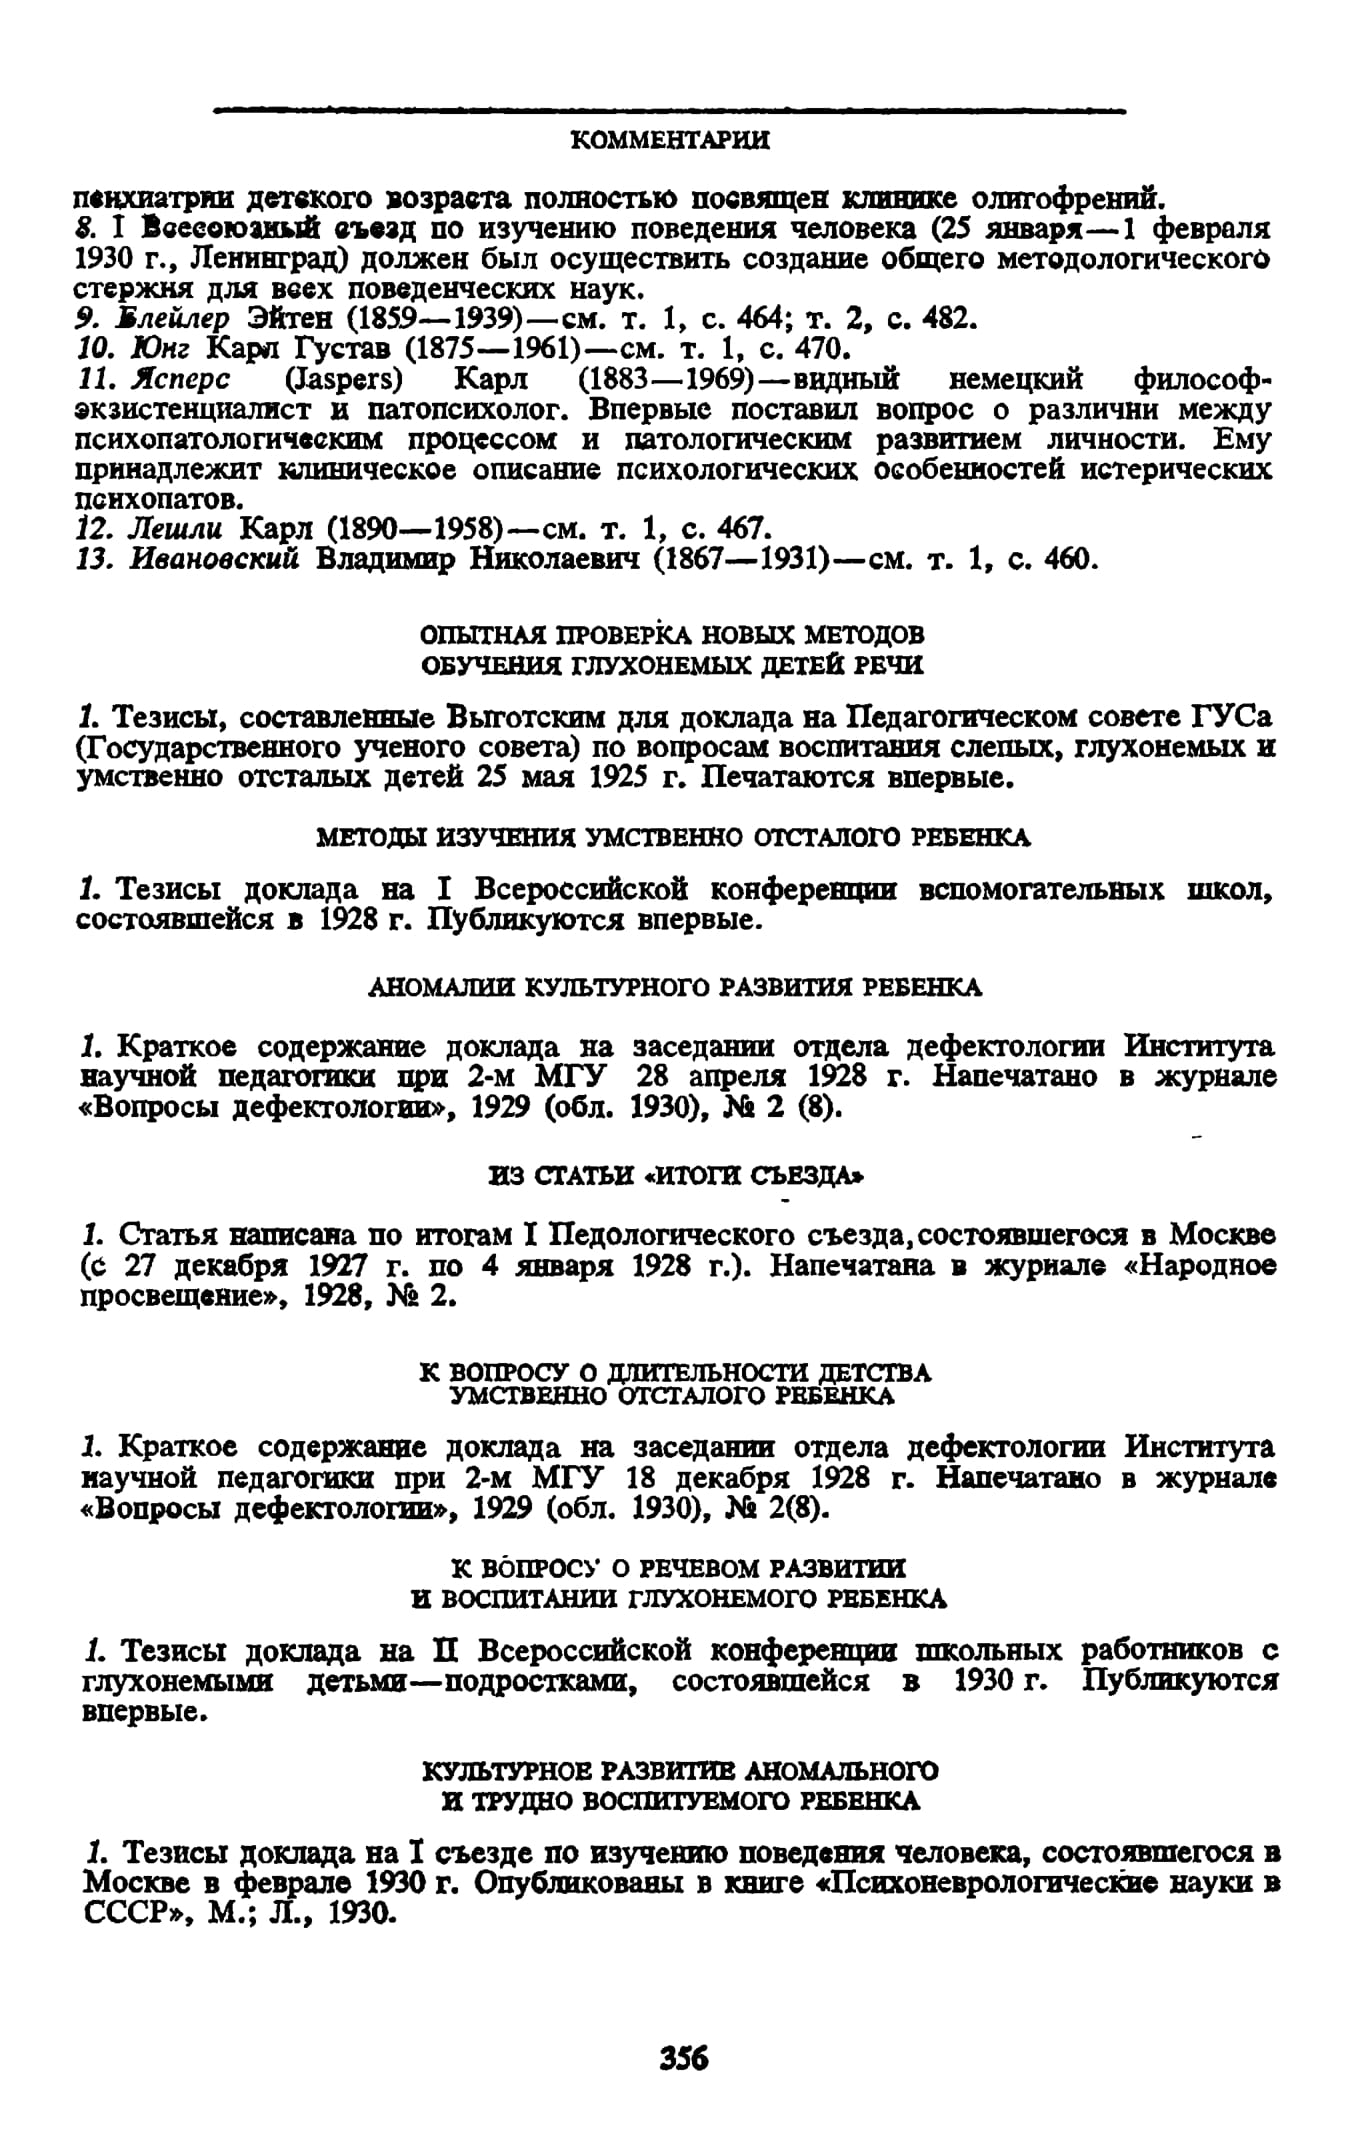 КОММЕНТАРИИ
психиатрии детского возраста полностью посвящен клинике олигофрений.
8. I Всесоюзный съезд по изучению поведения человека (25 января—1 февраля
1930 г., Ленинград) должен был осуществить создание общего методологического
стержня для всех поведенческих наук.
9. Блейлер Эйген (1859—1939)—см. т. 1, с. 464; т. 2, с. 482.
10. Юнг Карл Густав (1875—1961)—см. т. 1, с. 470.
11. Ясперс (Jaspers) Карл (1883—1969)—видный немецкий философ-
экзистенциалист и патопсихолог. Впервые поставил вопрос о различии между
психопатологическим процессом и патологическим развитием личности. Ему
принадлежит клиническое описание психологических особенностей истерических
психопатов.
12. Лешли Карл (1890—1958)—см. т. 1, с. 467.
13. Ивановский Владимир Николаевич (1867—1931)—см. т. 1, с. 460.
ОПЫТНАЯ ПРОВЕРКА НОВЫХ МЕТОДОВ
ОБУЧЕНИЯ ГЛУХОНЕМЫХ ДЕТЕЙ РЕЧИ
1. Тезисы, составленные Выготским для доклада на Педагогическом совете ГУСа
(Государственного ученого совета) по вопросам воспитания слепых, глухонемых и
умственно отсталых детей 25 мая 1925 г. Печатаются впервые.
МЕТОДЫ ИЗУЧЕНИЯ УМСТВЕННО ОТСТАЛОГО РЕБЕНКА
1. Тезисы доклада на I Всероссийской конференции вспомогательных школ,
состоявшейся в 1928 г. Публикуются впервые.
АНОМАЛИИ КУЛЬТУРНОГО РАЗВИТИЯ РЕБЕНКА
1. Краткое содержание доклада на заседании отдела дефектологии Института
научной педагогики при 2-м МГУ 28 апреля 1928 г. Напечатано в журнале
«Вопросы дефектологии», 1929 (обл. 1930), № 2 (8).
ИЗ СТАТЬИ «ИТОГИ СЪЕЗДА»
1. Статья написана по итогам I Педологического съезда, состоявшегося в Москве
(с 27 декабря 1927 г. по 4 января 1928 г.). Напечатана в журнале «Народное
просвещение», 1928, № 2.
К ВОПРОСУ О ДЛИТЕЛЬНОСТИ ДЕТСТВА
УМСТВЕННО ОТСТАЛОГО РЕБЕНКА
1. Краткое содержание доклада на заседании отдела дефектологии Института
научной педагогики при 2-м МГУ 18 декабря 1928 г. Напечатано в журнале
«Вопросы дефектологии», 1929 (обл. 1930), № 2(8).
К ВОПРОСУ О РЕЧЕВОМ РАЗВИТИИ
И ВОСПИТАНИИ ГЛУХОНЕМОГО РЕБЕНКА
1. Тезисы доклада на II Всероссийской конференции школьных работников с
глухонемыми детьми—подростками, состоявшейся в 1930 г. Публикуются
впервые.
КУЛЬТУРНОЕ РАЗВИТИЕ АНОМАЛЬНОГО
И ТРУДНО ВОСПИТУЕМОГО РЕБЕНКА
1. Тезисы доклада на I съезде по изучению поведения человека, состоявшегося в
Москве в феврале 1930 г. Опубликованы в книге «Психоневрологические науки в
СССР», М.; Л., 1930.
356